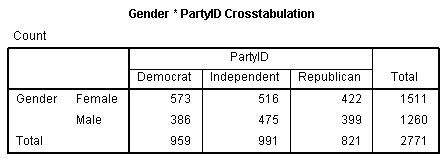 Gender * PartyID Crosstabulation
Count
PartyID
Democrat Independent Republican Total
Gender Female 573 516 422 1511
Male 386 475 399 1260
Total 959 991 821 2771